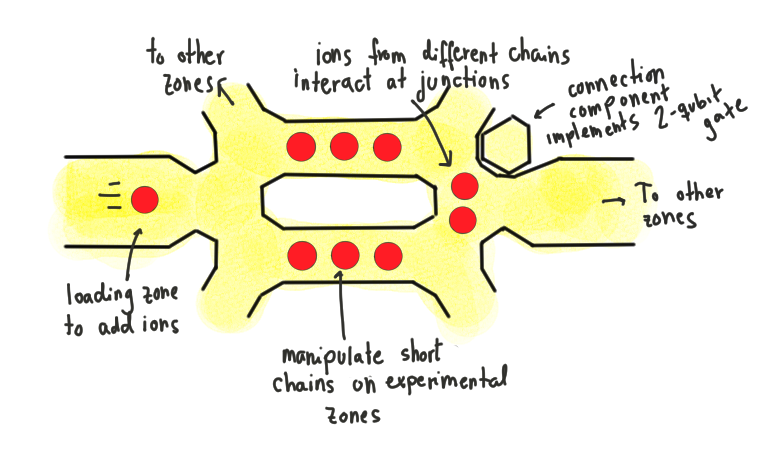 to other
zones
ions from different chains
interact at junctions
connection
component
implements 2-qubit
gate
To other
zones
loading zone
to add ions
manipulate short
chains on experimental
zones